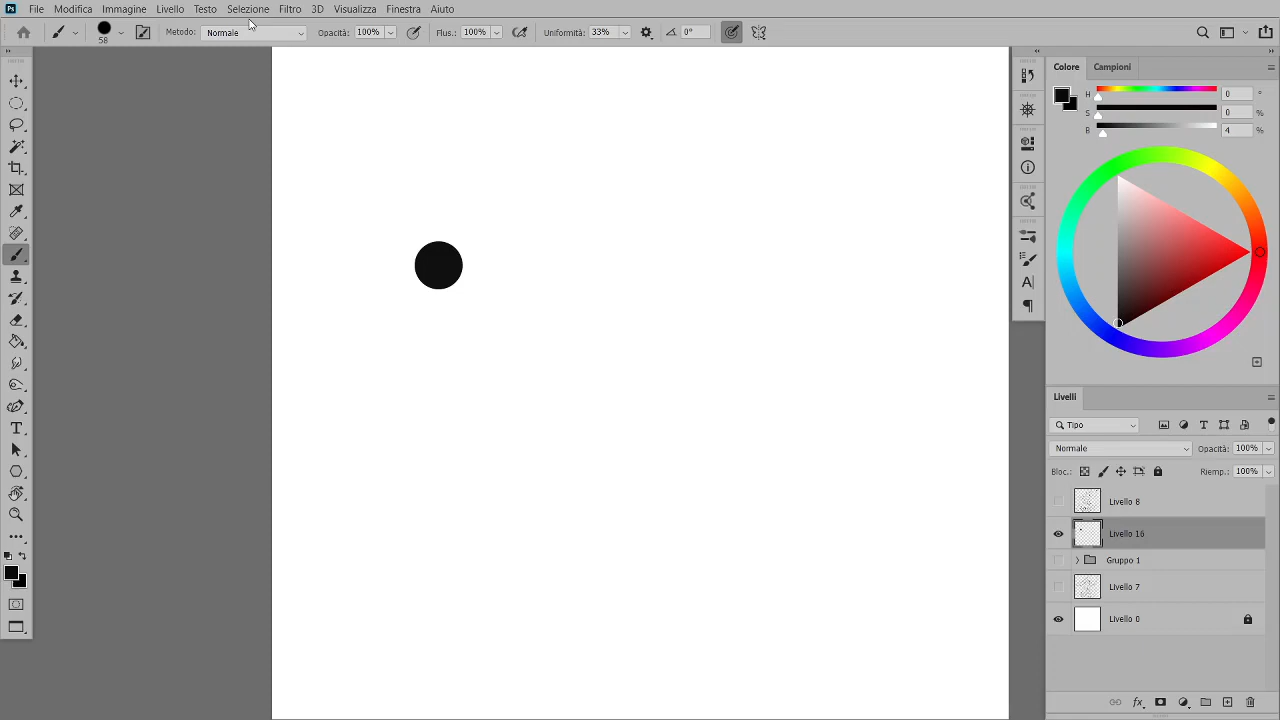 Ps File Modifica Immagine Livello Testo Selezione Filtro 3D Visualizza Finestra Aiuto
58 Metodo: Normale Opacità: 100% Flus.: 100% Uniformità: 33% 0°
Colore Campioni
H 0 °
S 0 %
B 4 %
Livelli
Tipo
Normale Opacità: 100%
Bloc.: Riemp.: 100%
Livello 8
Livello 16
Gruppo 1
Livello 7
Livello 0